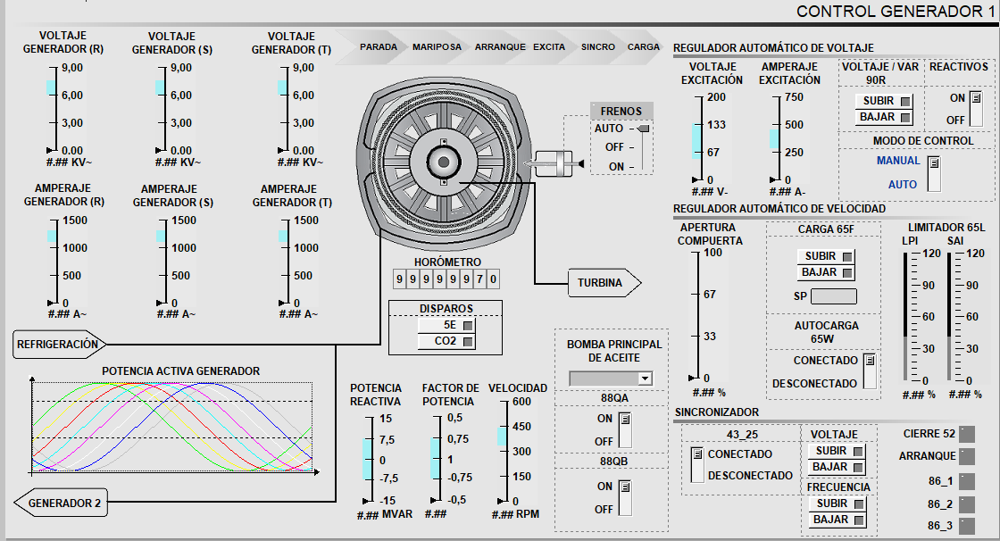 CONTROL GENERADOR 1
VOLTAJE
GENERADOR (R)
9,00
6,00
3,00
0.00
#.## KV~
VOLTAJE
GENERADOR (S)
9,00
6,00
3,00
0.00
#.## KV~
VOLTAJE
GENERADOR (T)
9,00
6,00
3,00
0.00
#.## KV~
AMPERAJE
GENERADOR (R)
1500
1000
500
0
#.## A~
AMPERAJE
GENERADOR (S)
1500
1000
500
0
#.## A~
AMPERAJE
GENERADOR (T)
1500
1000
500
0
#.## A~
PARADA
MARIPOSA
ARRANQUE
EXCITA
SINCRO
CARGA
FRENOS
AUTO
OFF
ON
HORÓMETRO
9 9 9 9 9 9 7 0
TURBINA
DISPAROS
5E
CO2
REFRIGERACIÓN
POTENCIA ACTIVA GENERADOR
GENERADOR 2
POTENCIA
REACTIVA
15
7,5
0
-7,5
-15
#.## MVAR
FACTOR DE
POTENCIA
0,5
0,75
1
-0,75
-0,5
#.##
VELOCIDAD
600
450
300
150
0
#.## RPM
BOMBA PRINCIPAL
DE ACEITE
88QA
ON
OFF
88QB
ON
OFF
REGULADOR AUTOMÁTICO DE VOLTAJE
VOLTAJE
EXCITACIÓN
200
133
67
0
#.## V-
AMPERAJE
EXCITACIÓN
750
500
250
0
#.## A-
VOLTAJE / VAR
90R
SUBIR
BAJAR
REACTIVOS
ON
OFF
MODO DE CONTROL
MANUAL
AUTO
REGULADOR AUTOMÁTICO DE VELOCIDAD
APERTURA
COMPUERTA
100
67
33
0
#.## %
CARGA 65F
SUBIR
BAJAR
SP
AUTOCARGA
65W
CONECTADO
DESCONECTADO
LIMITADOR 65L
LPI
120
90
60
30
0
#.## %
SAI
120
90
60
30
0
#.## %
SINCRONIZADOR
43_25
CONECTADO
DESCONECTADO
VOLTAJE
SUBIR
BAJAR
FRECUENCIA
SUBIR
BAJAR
CIERRE 52
ARRANQUE
86_1
86_2
86_3